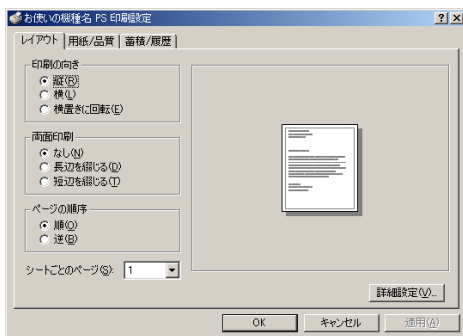 お使いの機種名 PS 印刷設定
レイアウト 用紙/品質 蓄積/履歴
印刷の向き
縦(R)
横(L)
横置きに回転(E)
両面印刷
なし(N)
長辺を綴じる(D)
短辺を綴じる(T)
ページの順序
順(O)
逆(B)
シートごとのページ(S): 1
詳細設定(V)...
OK キャンセル 適用(A)